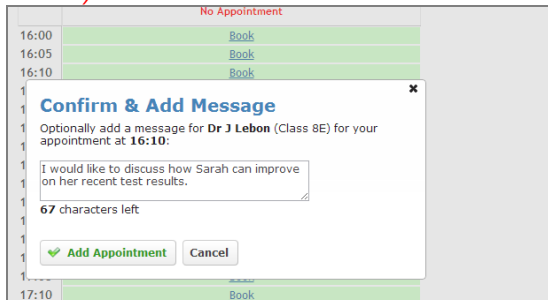 No Appointment
16:00 Book
16:05 Book
16:10 Book
Confirm & Add Message
Optionally add a message for Dr J Lebon (Class 8E) for your
appointment at 16:10:
I would like to discuss how Sarah can improve
on her recent test results.
67 characters left
Add Appointment Cancel
17:10 Book